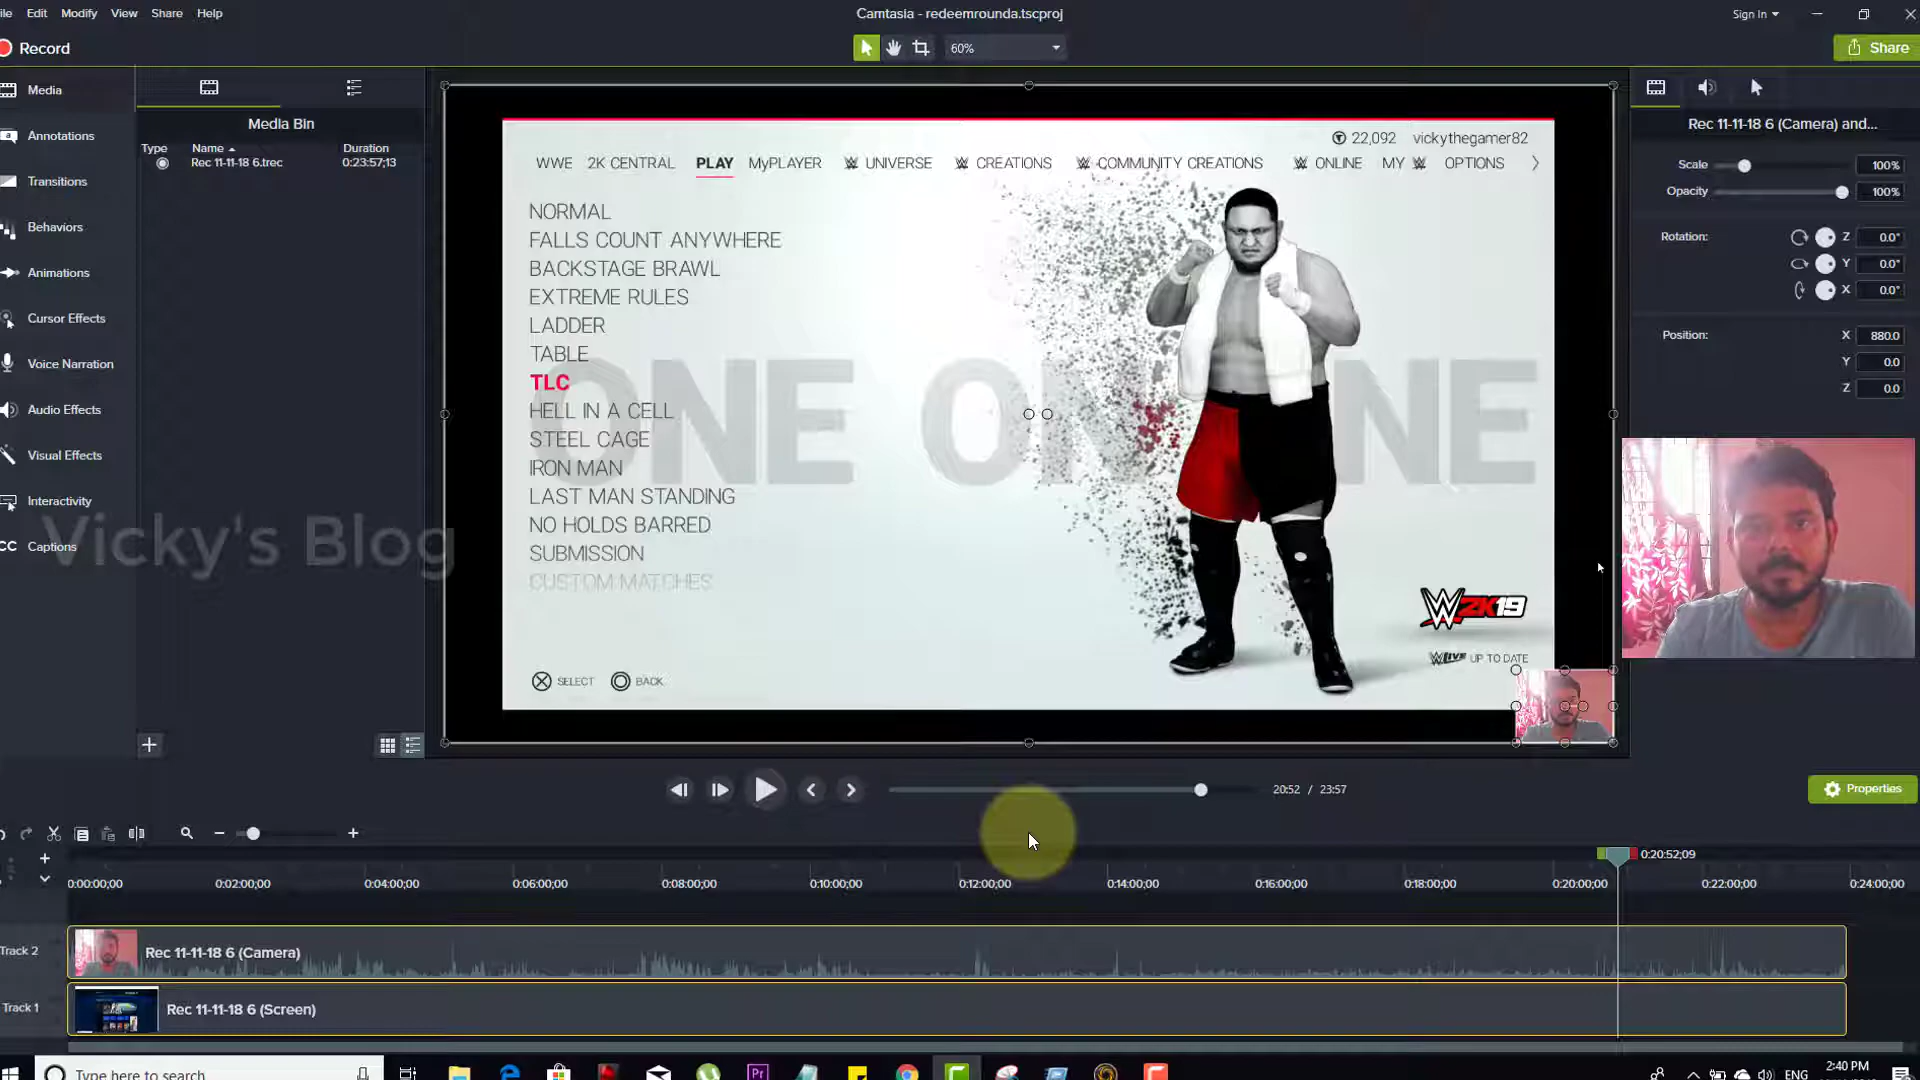 ile Edit Modify View Share Help
Camtasia - redeemrounda.tscproj
Sign In
Record
60%
Share
Media
Annotations
Transitions
Behaviors
Animations
Cursor Effects
Voice Narration
Audio Effects
Visual Effects
Interactivity
CC Captions
Media Bin
Type Name Duration
Rec 11-11-18 6.trec 0:23:57;13
Vicky's Blog
22,092 vickythegamer82
WWE 2K CENTRAL PLAY MyPLAYER UNIVERSE CREATIONS COMMUNITY CREATIONS ONLINE MY OPTIONS
NORMAL
FALLS COUNT ANYWHERE
BACKSTAGE BRAWL
EXTREME RULES
LADDER
TABLE
TLC
HELL IN A CELL
STEEL CAGE
IRON MAN
LAST MAN STANDING
NO HOLDS BARRED
SUBMISSION
CUSTOM MATCHES
ONE ON ONE
W 2K19
LIVE UP TO DATE
SELECT BACK
Rec 11-11-18 6 (Camera) and...
Scale 100%
Opacity 100%
Rotation: Z 0.0°
Y 0.0°
X 0.0°
Position: X 880.0
Y 0.0
Z 0.0
20:52 / 23:57
Properties
0:20:52;09
0:00:00;00 0:02:00;00 0:04:00;00 0:06:00;00 0:08:00;00 0:10:00;00 0:12:00;00 0:14:00;00 0:16:00;00 0:18:00;00 0:20:00;00 0:22:00;00 0:24:00;00
Track 2
Rec 11-11-18 6 (Camera)
Track 1
Rec 11-11-18 6 (Screen)
Type here to search
Pr
ENG
2:40 PM